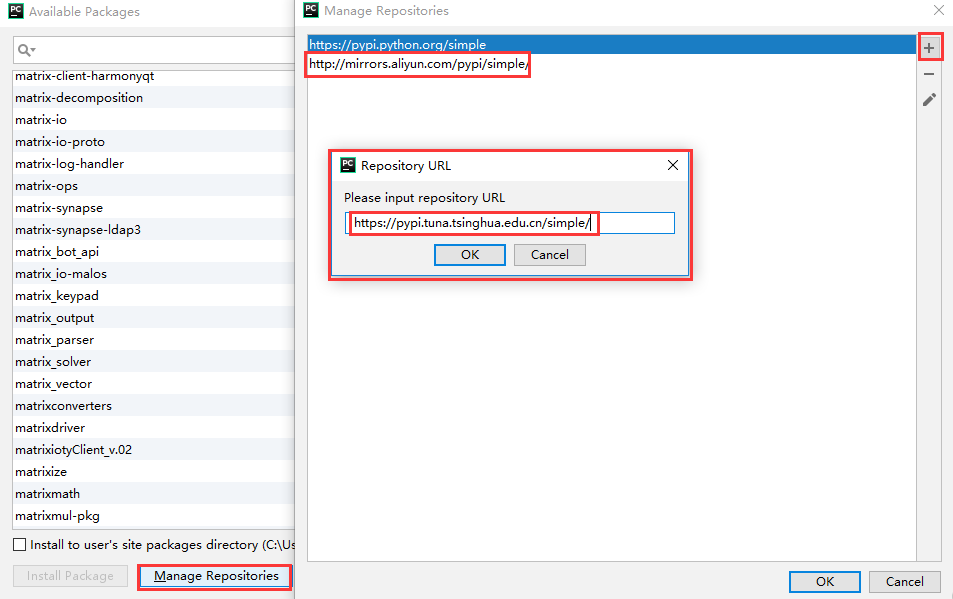 PC Available Packages
matrix-client-harmonyqt
matrix-decomposition
matrix-io
matrix-io-proto
matrix-log-handler
matrix-ops
matrix-synapse
matrix-synapse-ldap3
matrix_bot_api
matrix_io-malos
matrix_keypad
matrix_output
matrix_parser
matrix_solver
matrix_vector
matrixconverters
matrixdriver
matrixiotyClient_v.02
matrixize
matrixmath
matrixmul-pkg
Install to user's site packages directory (C:\Us
Install Package
Manage Repositories
PC Manage Repositories
https://pypi.python.org/simple
http://mirrors.aliyun.com/pypi/simple/
PC Repository URL
Please input repository URL
https://pypi.tuna.tsinghua.edu.cn/simple/
OK Cancel
OK Cancel